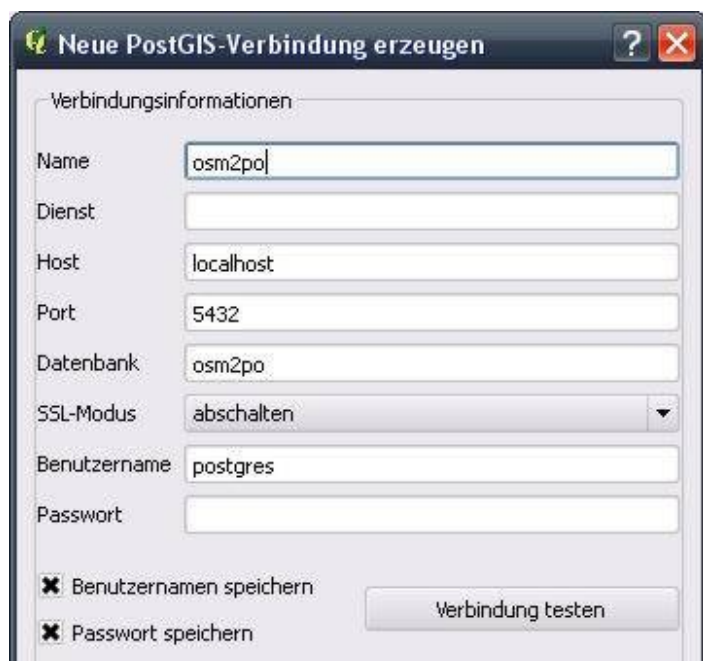 Neue PostGIS-Verbindung erzeugen
Verbindungsinformationen
Name osm2po
Dienst
Host localhost
Port 5432
Datenbank osm2po
SSL-Modus abschalten
Benutzername postgres
Passwort
Benutzernamen speichern
Verbindung testen
Passwort speichern